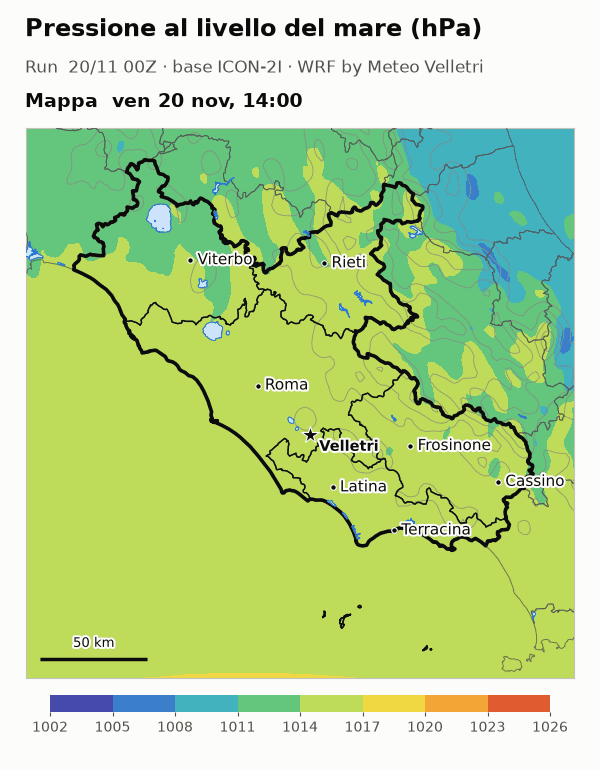 Pressione al livello del mare (hPa)
Run  20/11 00Z · base ICON-2I · WRF by Meteo Velletri
Mappa  ven 20 nov, 14:00
Viterbo
Rieti
Roma
Velletri
Frosinone
Latina
Cassino
Terracina
50 km
1002 1005 1008 1011 1014 1017 1020 1023 1026